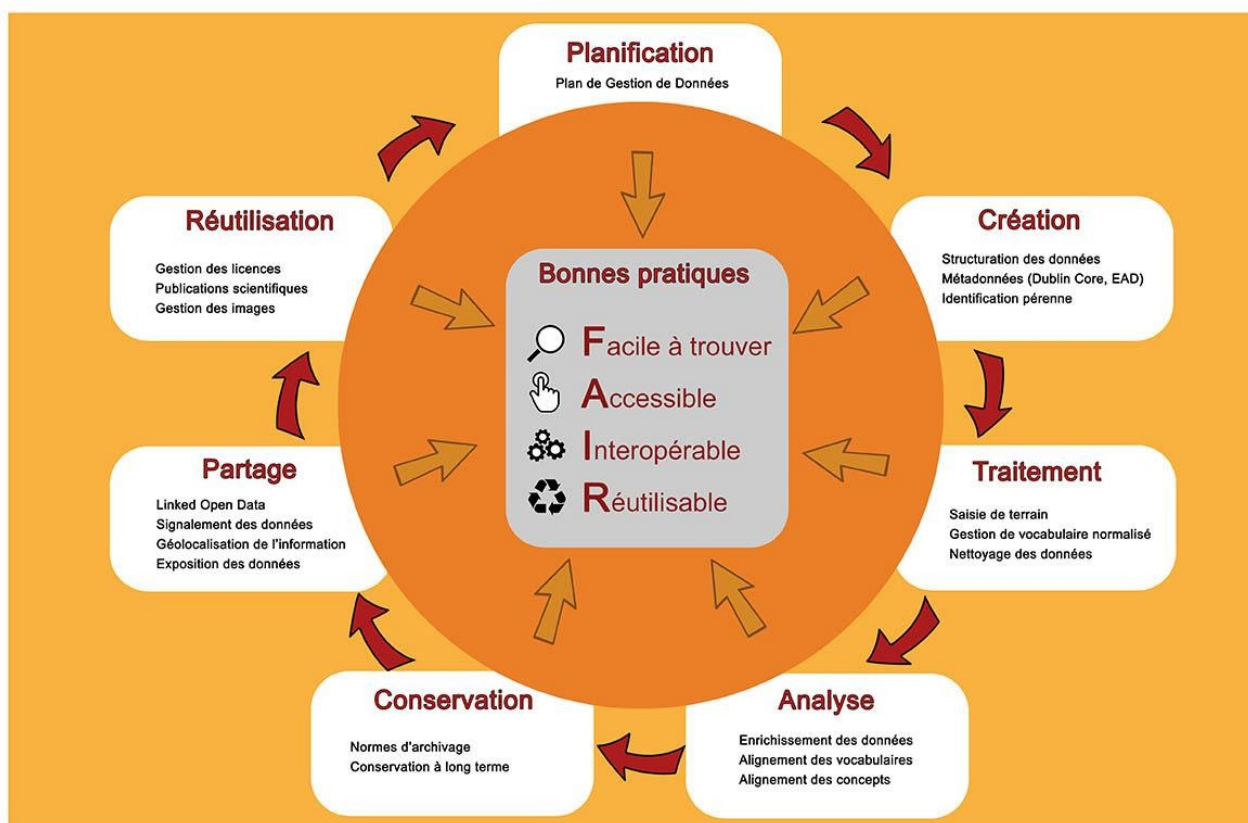 Planification
Plan de Gestion de Données
Création
Structuration des données
Métadonnées (Dublin Core, EAD)
Identification pérenne
Traitement
Saisie de terrain
Gestion de vocabulaire normalisé
Nettoyage des données
Analyse
Enrichissement des données
Alignement des vocabulaires
Alignement des concepts
Conservation
Normes d'archivage
Conservation à long terme
Partage
Linked Open Data
Signalement des données
Géolocalisation de l'information
Exposition des données
Réutilisation
Gestion des licences
Publications scientifiques
Gestion des images
Bonnes pratiques
Facile à trouver
Accessible
Interopérable
Réutilisable